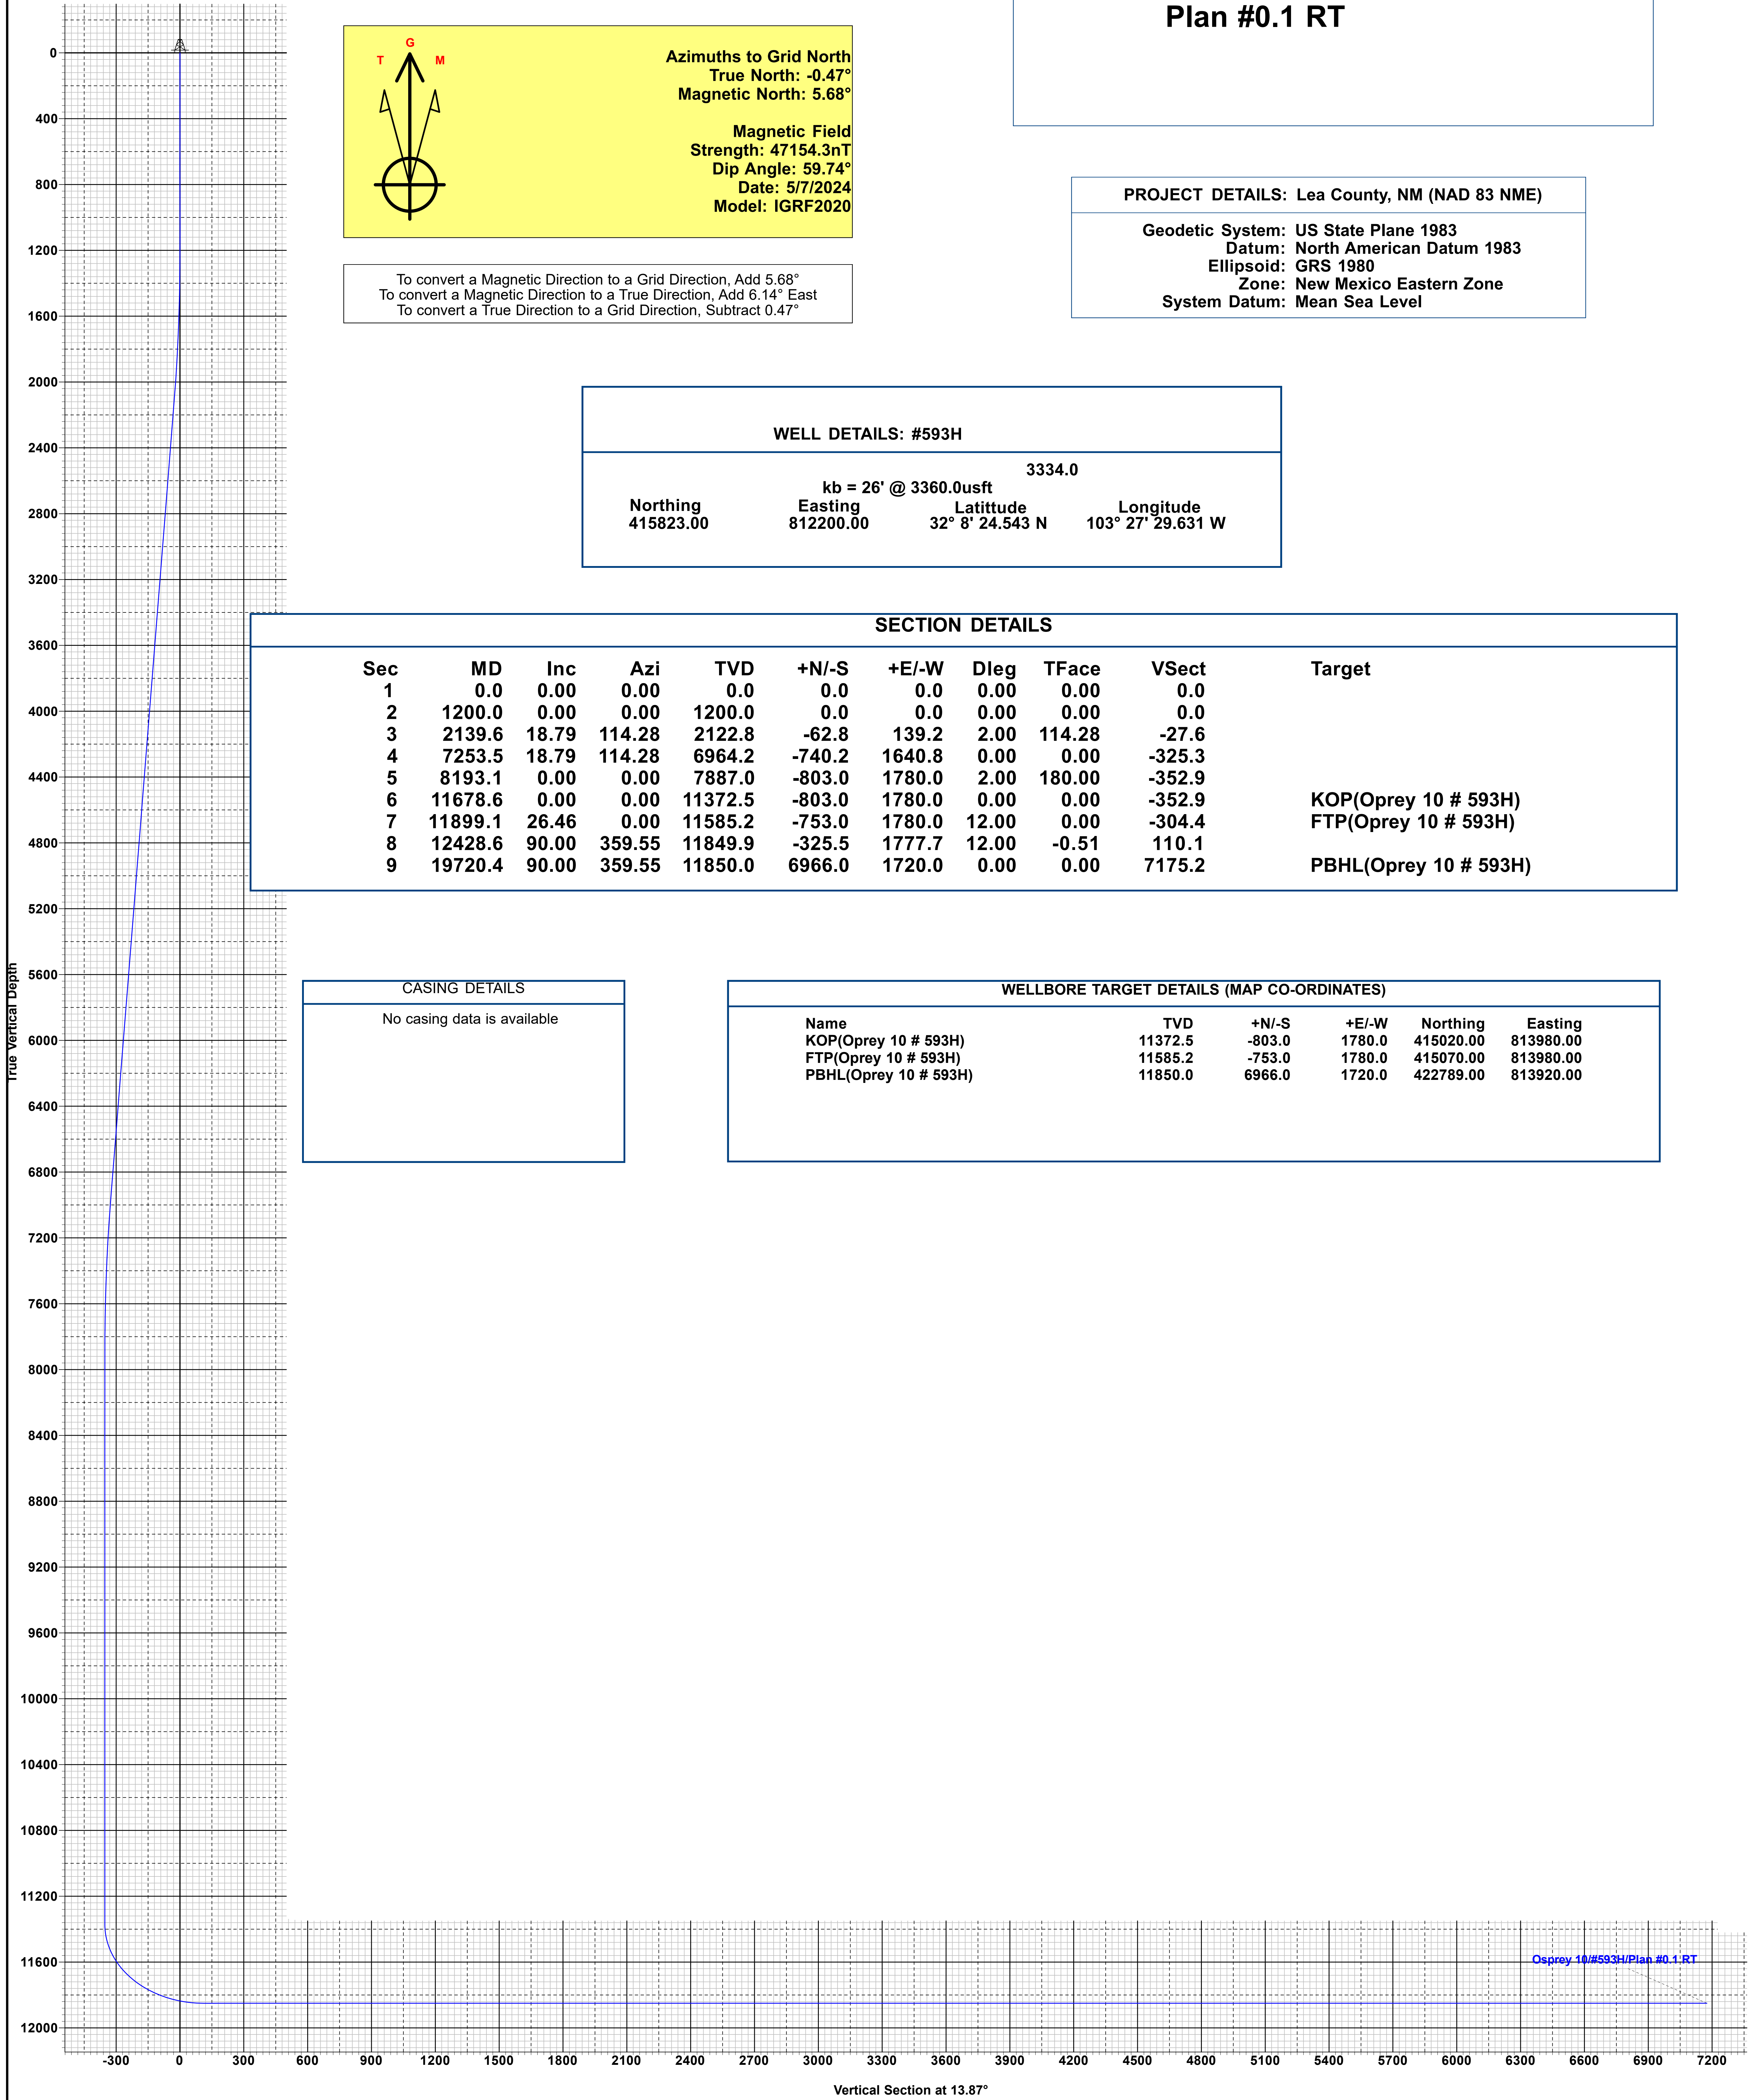 Plan #0.1 RT
G
T M
Azimuths to Grid North
True North: -0.47°
Magnetic North: 5.68°
Magnetic Field
Strength: 47154.3nT
Dip Angle: 59.74°
Date: 5/7/2024
Model: IGRF2020
To convert a Magnetic Direction to a Grid Direction, Add 5.68°
To convert a Magnetic Direction to a True Direction, Add 6.14° East
To convert a True Direction to a Grid Direction, Subtract 0.47°
PROJECT DETAILS: Lea County, NM (NAD 83 NME)
Geodetic System: US State Plane 1983
Datum: North American Datum 1983
Ellipsoid: GRS 1980
Zone: New Mexico Eastern Zone
System Datum: Mean Sea Level
WELL DETAILS: #593H
3334.0
kb = 26' @ 3360.0usft
Northing Easting Latittude Longitude
415823.00 812200.00 32° 8' 24.543 N 103° 27' 29.631 W
SECTION DETAILS
Sec MD Inc Azi TVD +N/-S +E/-W Dleg TFace VSect Target
1 0.0 0.00 0.00 0.0 0.0 0.0 0.00 0.00 0.0
2 1200.0 0.00 0.00 1200.0 0.0 0.0 0.00 0.00 0.0
3 2139.6 18.79 114.28 2122.8 -62.8 139.2 2.00 114.28 -27.6
4 7253.5 18.79 114.28 6964.2 -740.2 1640.8 0.00 0.00 -325.3
5 8193.1 0.00 0.00 7887.0 -803.0 1780.0 2.00 180.00 -352.9
6 11678.6 0.00 0.00 11372.5 -803.0 1780.0 0.00 0.00 -352.9 KOP(Oprey 10 # 593H)
7 11899.1 26.46 0.00 11585.2 -753.0 1780.0 12.00 0.00 -304.4 FTP(Oprey 10 # 593H)
8 12428.6 90.00 359.55 11849.9 -325.5 1777.7 12.00 -0.51 110.1
9 19720.4 90.00 359.55 11850.0 6966.0 1720.0 0.00 0.00 7175.2 PBHL(Oprey 10 # 593H)
CASING DETAILS
No casing data is available
WELLBORE TARGET DETAILS (MAP CO-ORDINATES)
Name TVD +N/-S +E/-W Northing Easting
KOP(Oprey 10 # 593H) 11372.5 -803.0 1780.0 415020.00 813980.00
FTP(Oprey 10 # 593H) 11585.2 -753.0 1780.0 415070.00 813980.00
PBHL(Oprey 10 # 593H) 11850.0 6966.0 1720.0 422789.00 813920.00
True Vertical Depth
0
400
800
1200
1600
2000
2400
2800
3200
3600
4000
4400
4800
5200
5600
6000
6400
6800
7200
7600
8000
8400
8800
9200
9600
10000
10400
10800
11200
11600
12000
Osprey 10/#593H/Plan #0.1 RT
-300 0 300 600 900 1200 1500 1800 2100 2400 2700 3000 3300 3600 3900 4200 4500 4800 5100 5400 5700 6000 6300 6600 6900 7200
Vertical Section at 13.87°